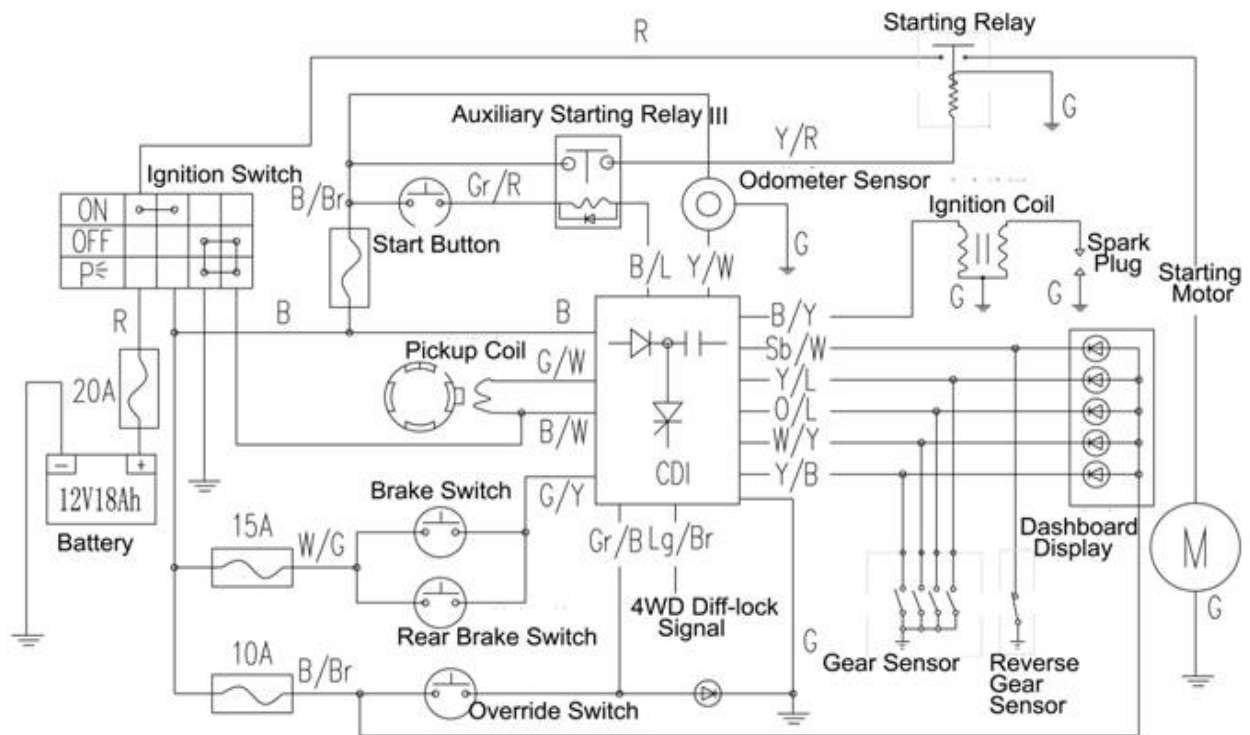 Starting Relay
R
Auxiliary Starting Relay III
G
Y/R
Ignition Switch
ON
OFF
P
B/Br
Gr/R
Start Button
Odometer Sensor
Ignition Coil
Spark
Plug
Starting
Motor
G
B/L
Y/W
G
G
R
B
B
B/Y
Pickup Coil
G/W
Sb/W
Y/L
20A
O/L
B/W
W/Y
CDI
Y/B
- +
12V18Ah
Battery
Brake Switch
G/Y
Dashboard
Display
M
15A
W/G
Gr/B
Lg/Br
4WD Diff-lock
Signal
Rear Brake Switch
G
G
Gear Sensor
Reverse
Gear
Sensor
10A
B/Br
Override Switch